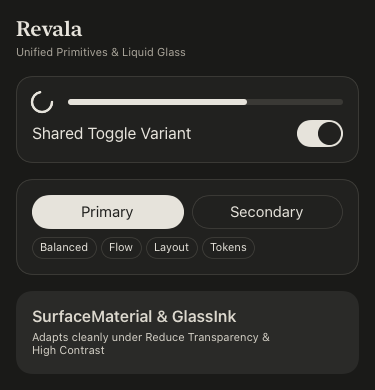 Revala
Unified Primitives & Liquid Glass
Shared Toggle Variant
Primary Secondary
Balanced Flow Layout Tokens
SurfaceMaterial & GlassInk
Adapts cleanly under Reduce Transparency &
High Contrast